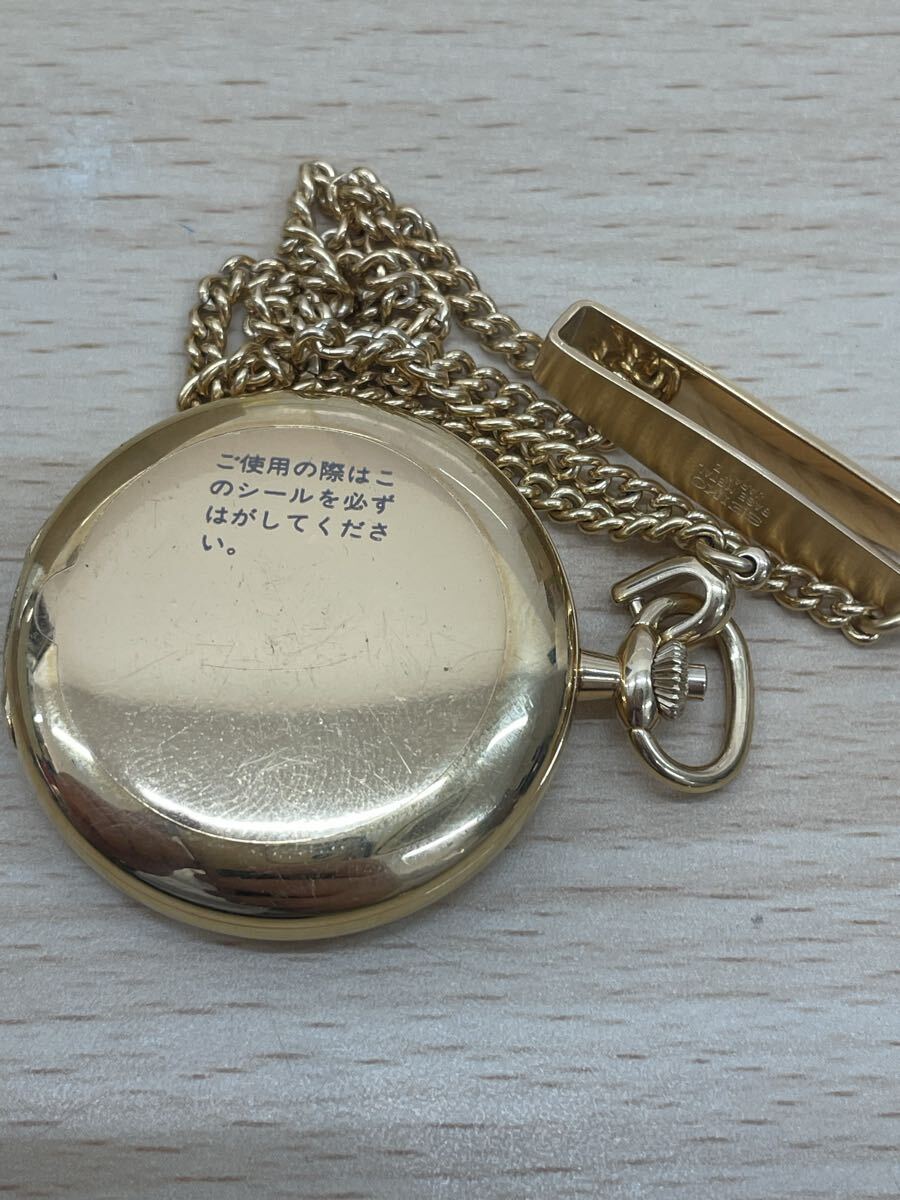 ご使用の際はこ
のシールを必ず
はがしてくださ
い。